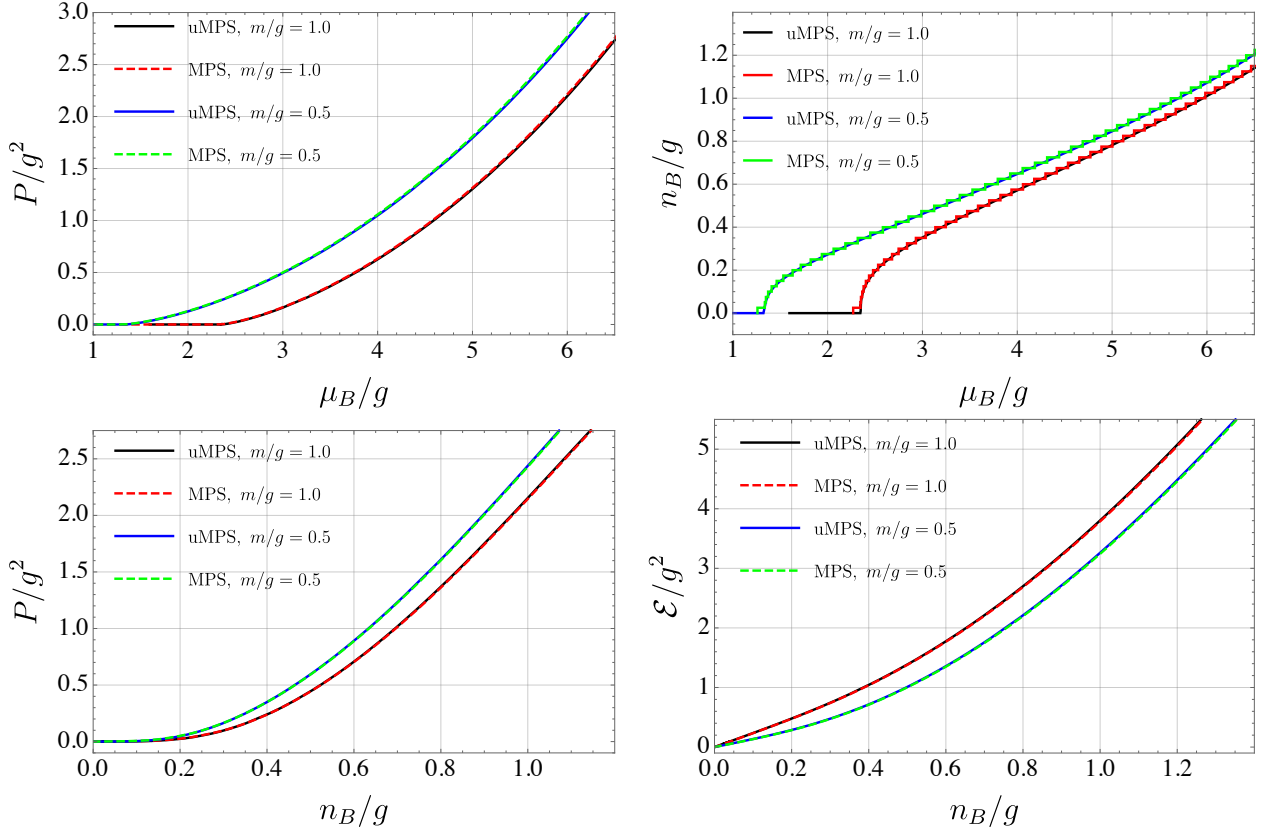 3.0
2.5
2.0
1.5
1.0
0.5
0.0
P/g²
uMPS, m/g = 1.0
MPS, m/g = 1.0
uMPS, m/g = 0.5
MPS, m/g = 0.5
1 2 3 4 5 6
μ_B/g
1.2
1.0
0.8
0.6
0.4
0.2
0.0
n_B/g
uMPS, m/g = 1.0
MPS, m/g = 1.0
uMPS, m/g = 0.5
MPS, m/g = 0.5
1 2 3 4 5 6
μ_B/g
2.5
2.0
1.5
1.0
0.5
0.0
P/g²
uMPS, m/g = 1.0
MPS, m/g = 1.0
uMPS, m/g = 0.5
MPS, m/g = 0.5
0.0 0.2 0.4 0.6 0.8 1.0
n_B/g
5
4
3
2
1
0
ℰ/g²
uMPS, m/g = 1.0
MPS, m/g = 1.0
uMPS, m/g = 0.5
MPS, m/g = 0.5
0.0 0.2 0.4 0.6 0.8 1.0 1.2
n_B/g